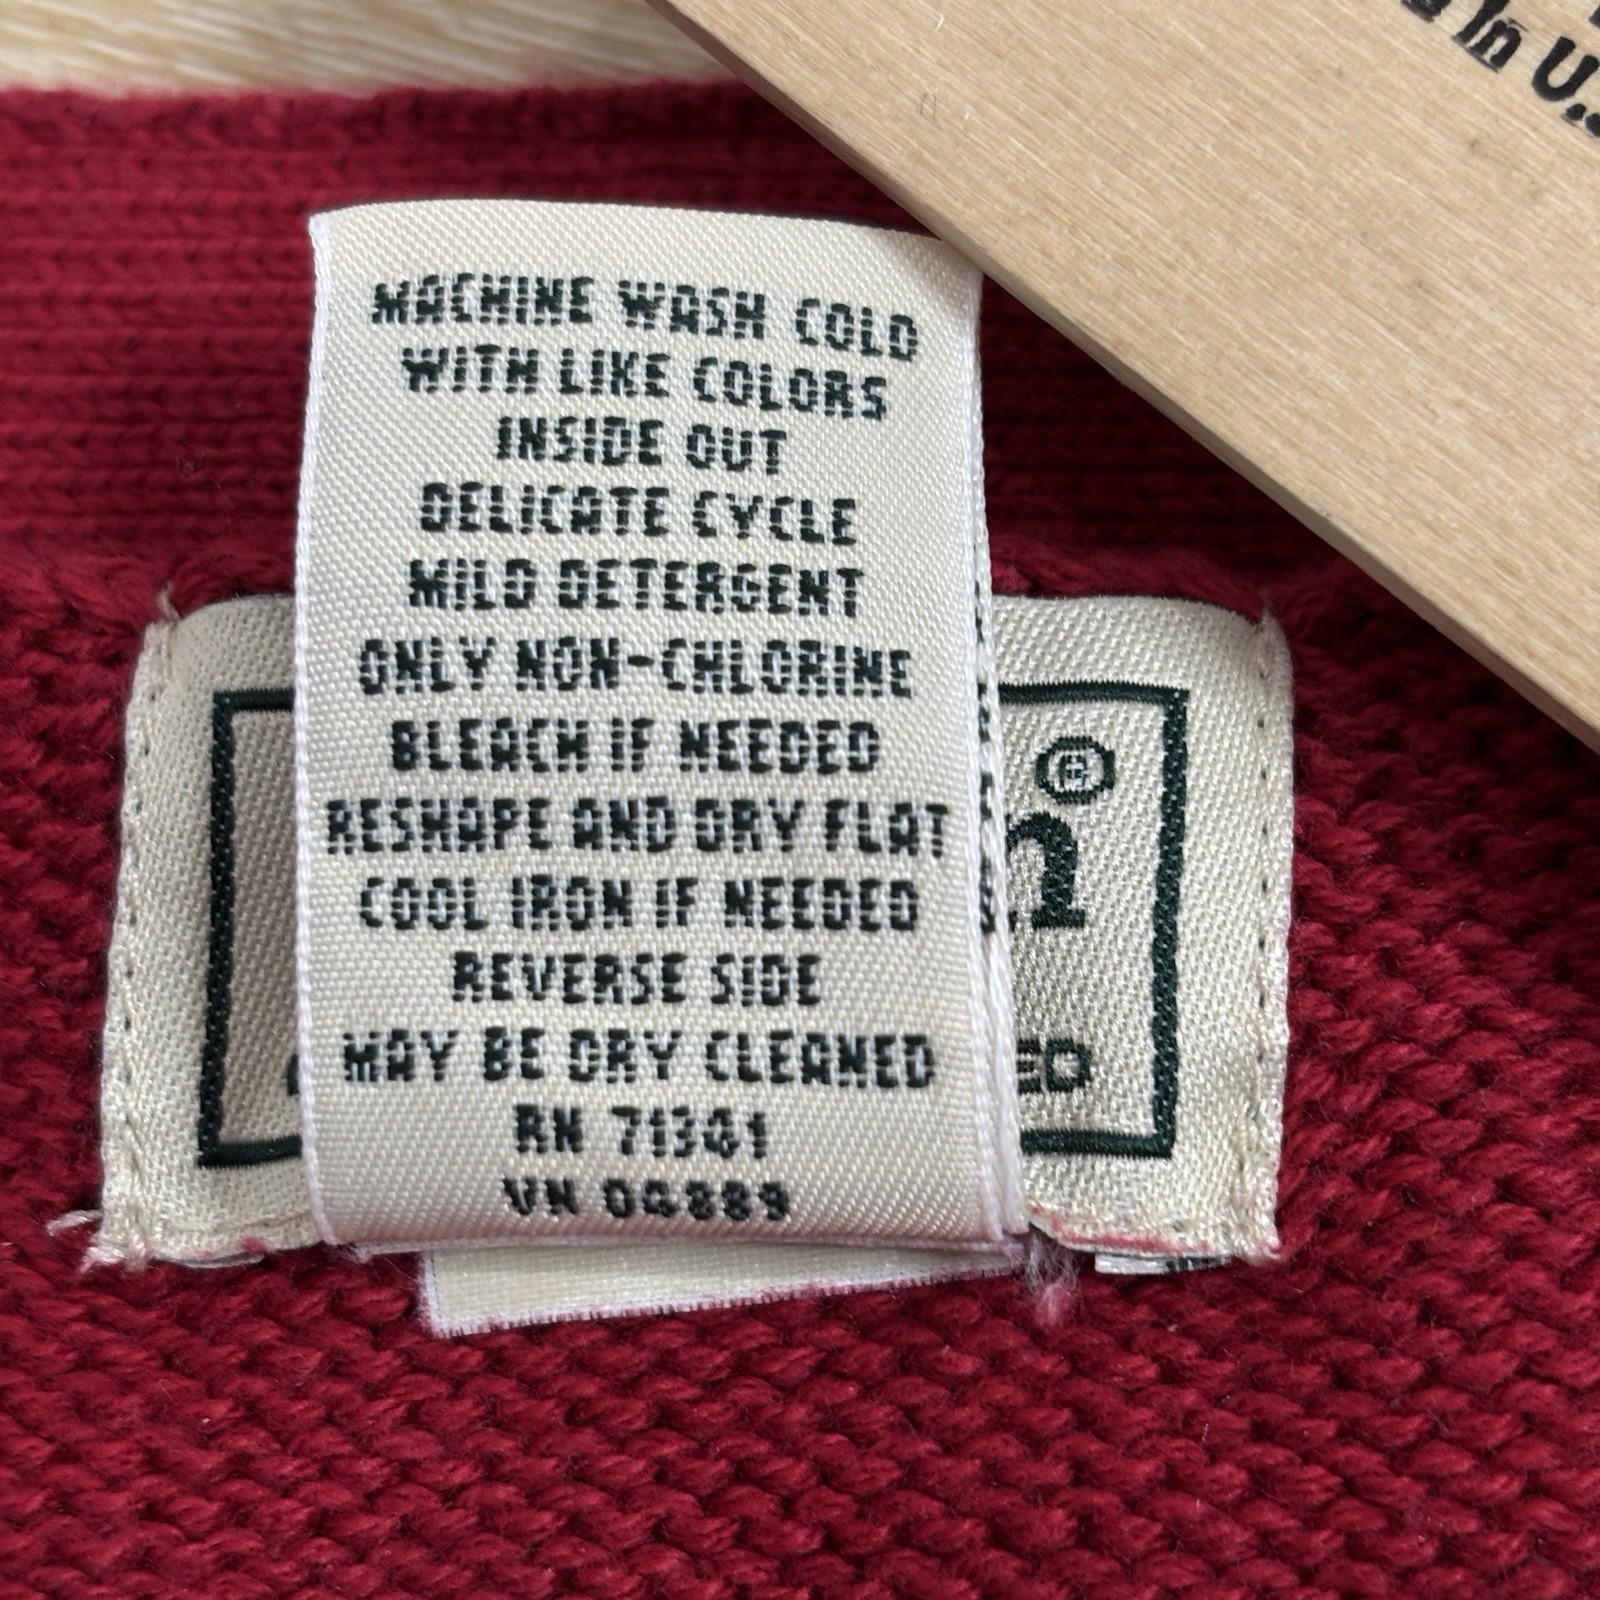 In U.S
MACHINE WASH COLD
WITH LIKE COLORS
INSIDE OUT
DELICATE CYCLE
MILD DETERGENT
ONLY NON-CHLORINE
BLEACH IF NEEDED
RESHAPE AND DRY FLAT
COOL IRON IF NEEDED
REVERSE SIDE
MAY BE DRY CLEANED
RN 71341
VN 04889